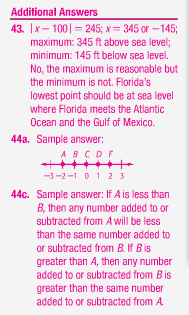 Additional Answers
43. |x − 100| = 245; x = 345 or −145;
maximum: 345 ft above sea level;
minimum: 145 ft below sea level.
No, the maximum is reasonable but
the minimum is not. Florida's
lowest point should be at sea level
where Florida meets the Atlantic
Ocean and the Gulf of Mexico.
44a. Sample answer:
A B C D F
−3 −2 −1 0 1 2 3
44c. Sample answer: If A is less than
B, then any number added to or
subtracted from A will be less
than the same number added to
or subtracted from B. If B is
greater than A, then any number
added to or subtracted from B is
greater than the same number
added to or subtracted from A.